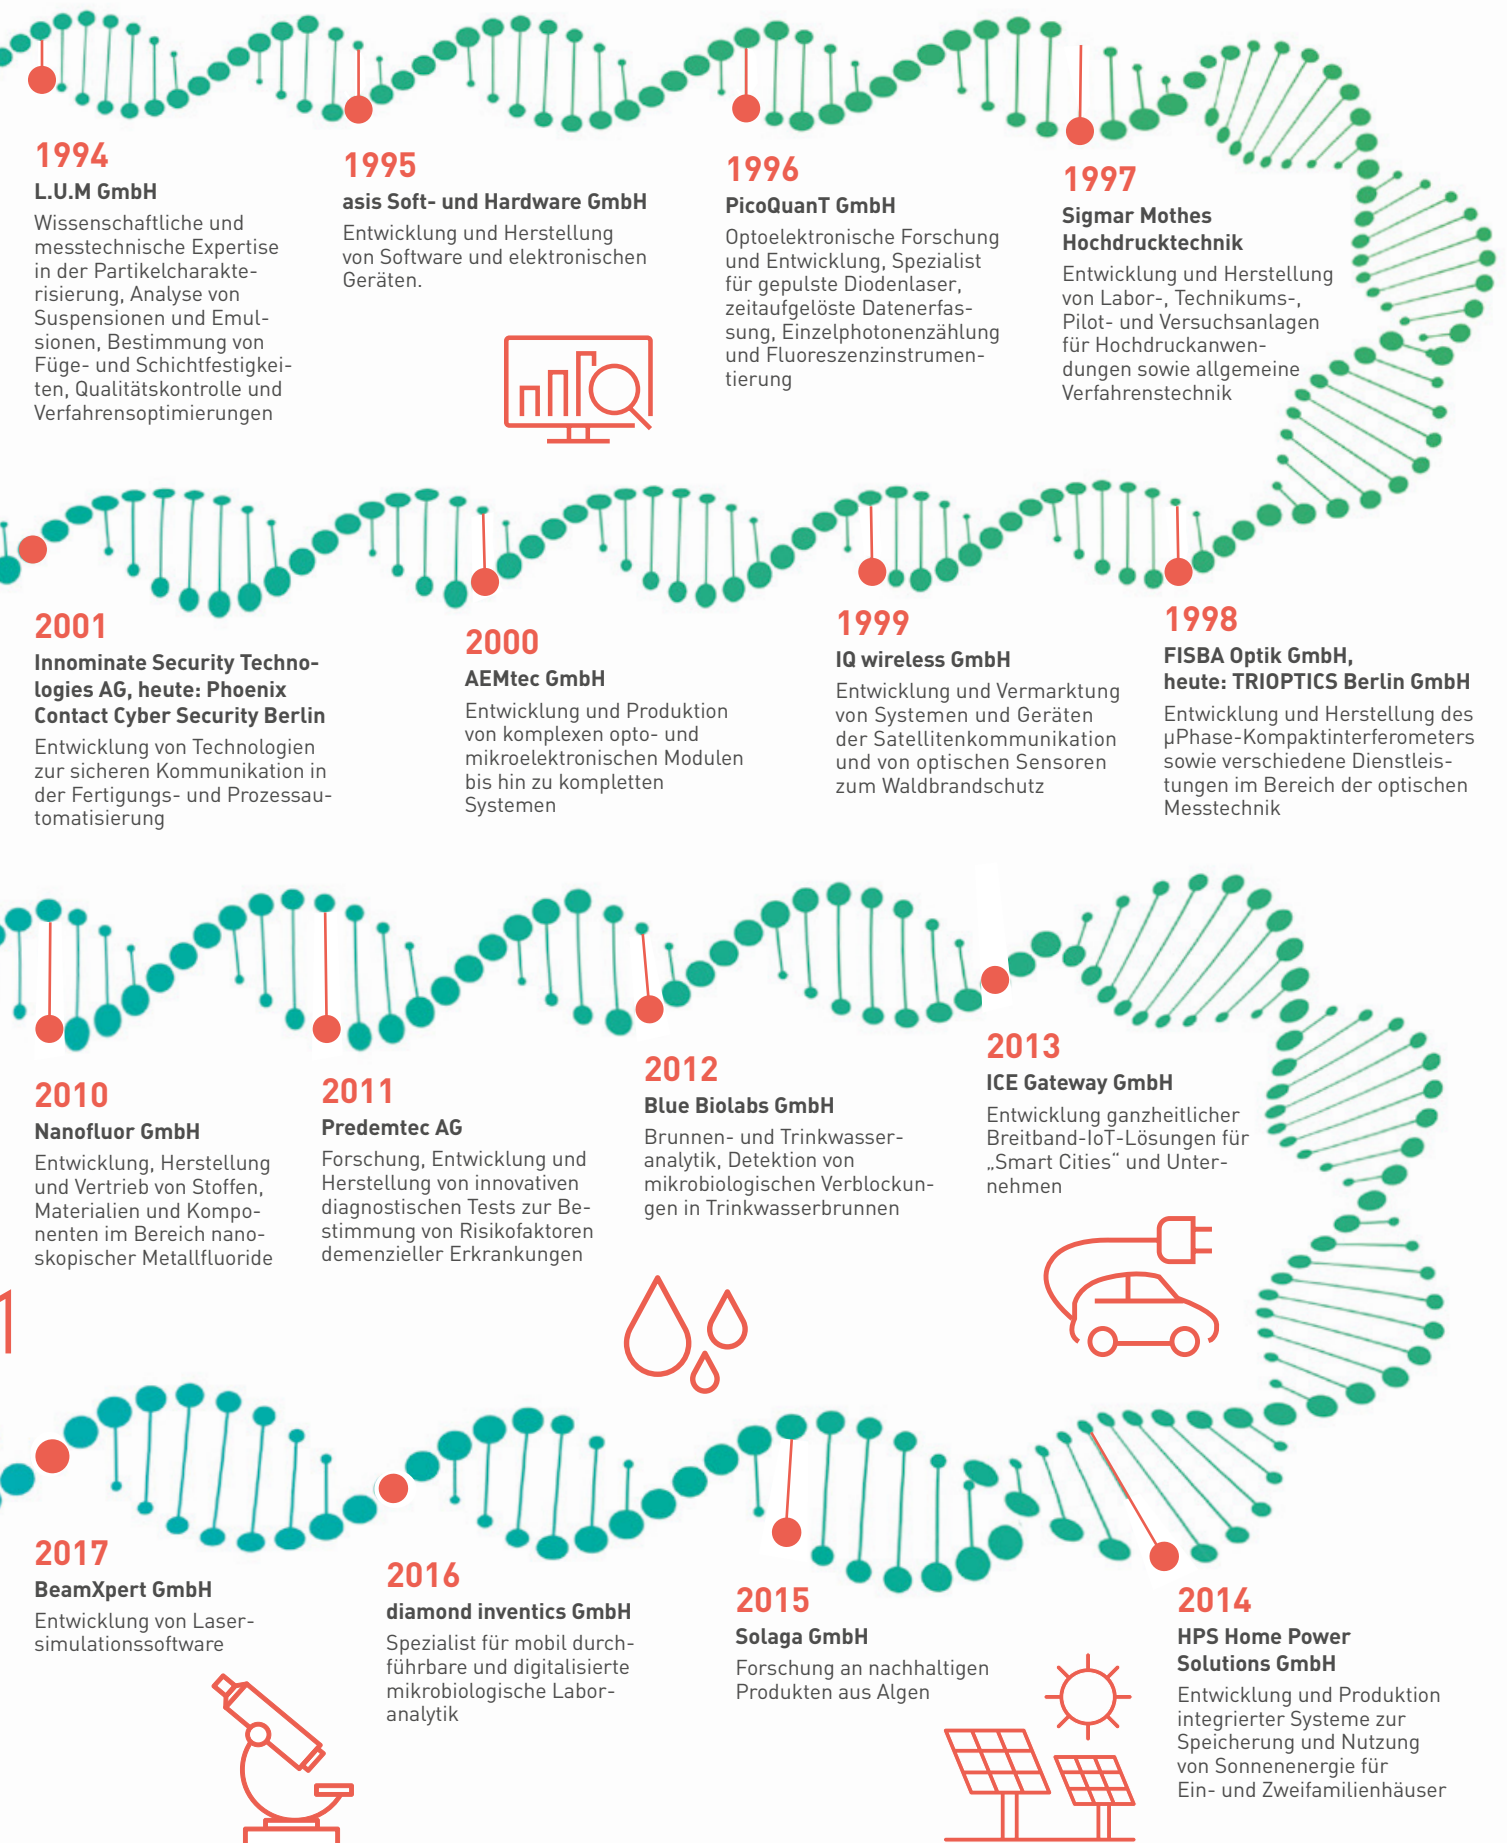 1994
L.U.M GmbH
Wissenschaftliche und
messtechnische Expertise
in der Partikelcharakte-
risierung, Analyse von
Suspensionen und Emul-
sionen, Bestimmung von
Füge- und Schichtfestigkei-
ten, Qualitätskontrolle und
Verfahrensoptimierungen
1995
asis Soft- und Hardware GmbH
Entwicklung und Herstellung
von Software und elektronischen
Geräten.
1996
PicoQuanT GmbH
Optoelektronische Forschung
und Entwicklung, Spezialist
für gepulste Diodenlaser,
zeitaufgelöste Datenerfas-
sung, Einzelphotonenzählung
und Fluoreszenzinstrumen-
tierung
1997
Sigmar Mothes
Hochdrucktechnik
Entwicklung und Herstellung
von Labor-, Technikums-,
Pilot- und Versuchsanlagen
für Hochdruckanwen-
dungen sowie allgemeine
Verfahrenstechnik
2001
Innominate Security Techno-
logies AG, heute: Phoenix
Contact Cyber Security Berlin
Entwicklung von Technologien
zur sicheren Kommunikation in
der Fertigungs- und Prozessau-
tomatisierung
2000
AEMtec GmbH
Entwicklung und Produktion
von komplexen opto- und
mikroelektronischen Modulen
bis hin zu kompletten
Systemen
1999
IQ wireless GmbH
Entwicklung und Vermarktung
von Systemen und Geräten
der Satellitenkommunikation
und von optischen Sensoren
zum Waldbrandschutz
1998
FISBA Optik GmbH,
heute: TRIOPTICS Berlin GmbH
Entwicklung und Herstellung des
µPhase-Kompaktinterferometers
sowie verschiedene Dienstleis-
tungen im Bereich der optischen
Messtechnik
2010
Nanofluor GmbH
Entwicklung, Herstellung
und Vertrieb von Stoffen,
Materialien und Kompo-
nenten im Bereich nano-
skopischer Metallfluoride
2011
Predemtec AG
Forschung, Entwicklung und
Herstellung von innovativen
diagnostischen Tests zur Be-
stimmung von Risikofaktoren
demenzieller Erkrankungen
2012
Blue Biolabs GmbH
Brunnen- und Trinkwasser-
analytik, Detektion von
mikrobiologischen Verblockun-
gen in Trinkwasserbrunnen
2013
ICE Gateway GmbH
Entwicklung ganzheitlicher
Breitband-IoT-Lösungen für
„Smart Cities“ und Unter-
nehmen
2017
BeamXpert GmbH
Entwicklung von Laser-
simulationssoftware
2016
diamond inventics GmbH
Spezialist für mobil durch-
führbare und digitalisierte
mikrobiologische Labor-
analytik
2015
Solaga GmbH
Forschung an nachhaltigen
Produkten aus Algen
2014
HPS Home Power
Solutions GmbH
Entwicklung und Produktion
integrierter Systeme zur
Speicherung und Nutzung
von Sonnenenergie für
Ein- und Zweifamilienhäuser